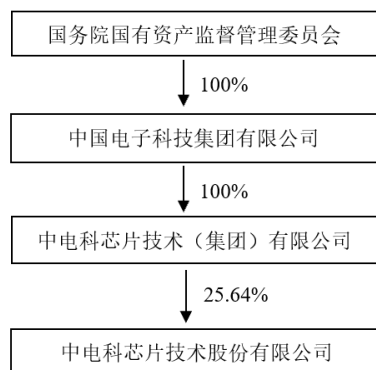 国务院国有资产监督管理委员会
100%
中国电子科技集团有限公司
100%
中电科芯片技术（集团）有限公司
25.64%
中电科芯片技术股份有限公司